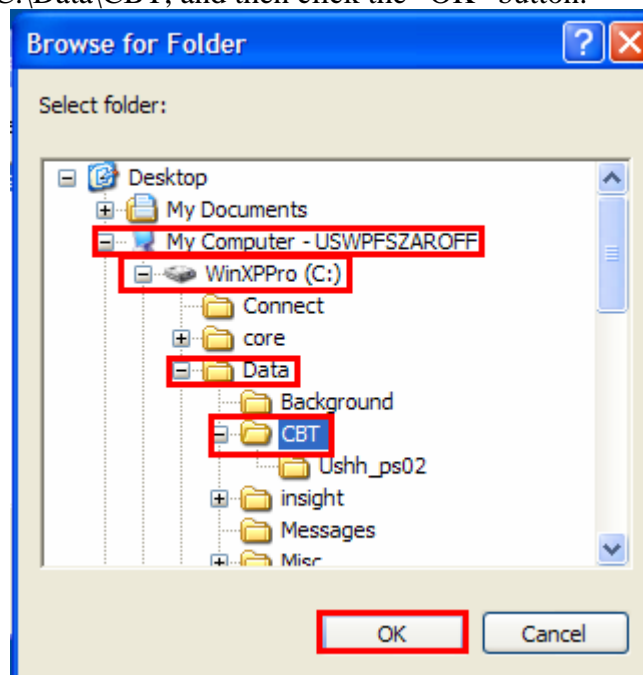 C:\Data\CBT, and then click the "OK" button.
Browse for Folder
Select folder:
Desktop
My Documents
My Computer - USWPFSZAROFF
WinXPPro (C:)
Connect
core
Data
Background
CBT
Ushh_ps02
insight
Messages
Misc
OK Cancel